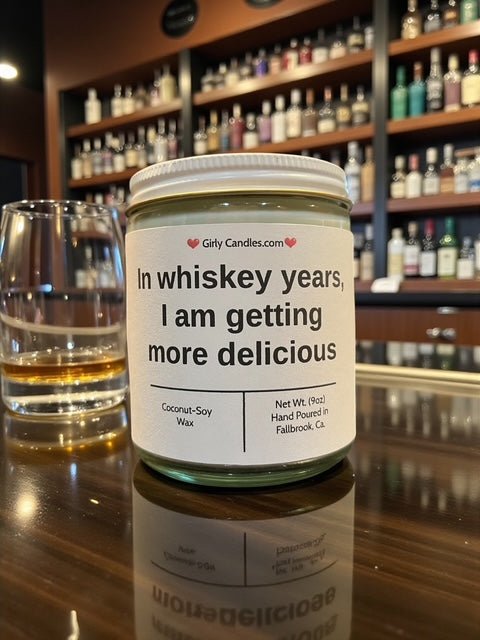 ❤ Girly Candles.com❤
In whiskey years,
I am getting
more delicious
Coconut-Soy
Wax
Net Wt. (9oz)
Hand Poured in
Fallbrook, Ca.